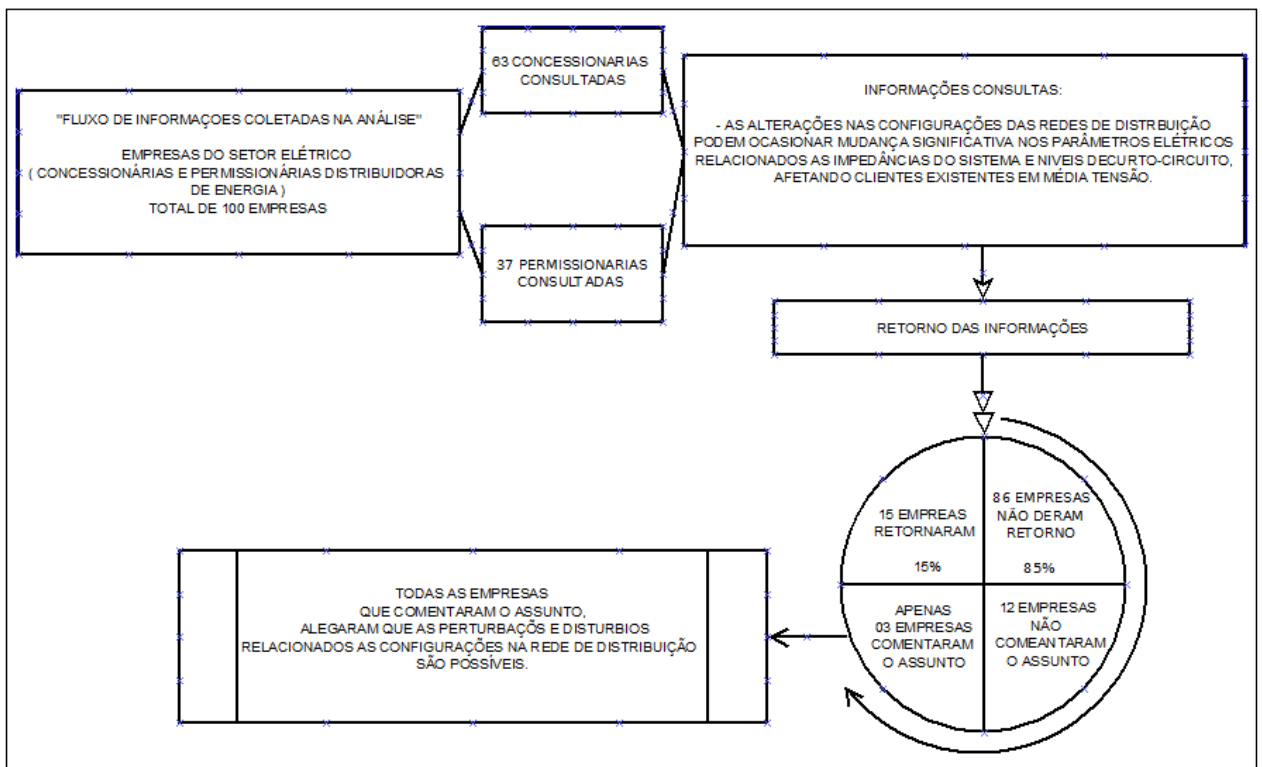 "FLUXO DE INFORMAÇOES COLETADAS NA ANÁLISE"
EMPRESAS DO SETOR ELÉTRICO
( CONCESSIONÁRIAS E PERMISSIONÁRIAS DISTRIBUIDORAS
DE ENERGIA )
TOTAL DE 100 EMPRESAS
63 CONCESSIONARIAS
CONSULTADAS
37 PERMISSIONARIAS
CONSULTADAS
INFORMAÇÕES CONSULTAS:
- AS ALTERAÇÕES NAS CONFIGURAÇÕES DAS REDES DE DISTRBUIÇÃO
PODEM OCASIONAR MUDANÇA SIGNIFICATIVA NOS PARÂMETROS ELÉTRICOS
RELACIONADOS AS IMPEDÂNCIAS DO SISTEMA E NIVEIS DECURTO-CIRCUITO,
AFETANDO CLIENTES EXISTENTES EM MÉDIA TENSÃO.
RETORNO DAS INFORMAÇÕES
15 EMPREAS
RETORNARAM
15%
86 EMPRESAS
NÃO DERAM
RETORNO
85%
APENAS
03 EMPRESAS
COMENTARAM
O ASSUNTO
12 EMPRESAS
NÃO
COMEANTARAM
O ASSUNTO
TODAS AS EMPRESAS
QUE COMENTARAM O ASSUNTO,
ALEGARAM QUE AS PERTURBAÇÕS E DISTURBIOS
RELACIONADOS AS CONFIGURAÇÕES NA REDE DE DISTRIBUIÇÃO
SÃO POSSÍVEIS.